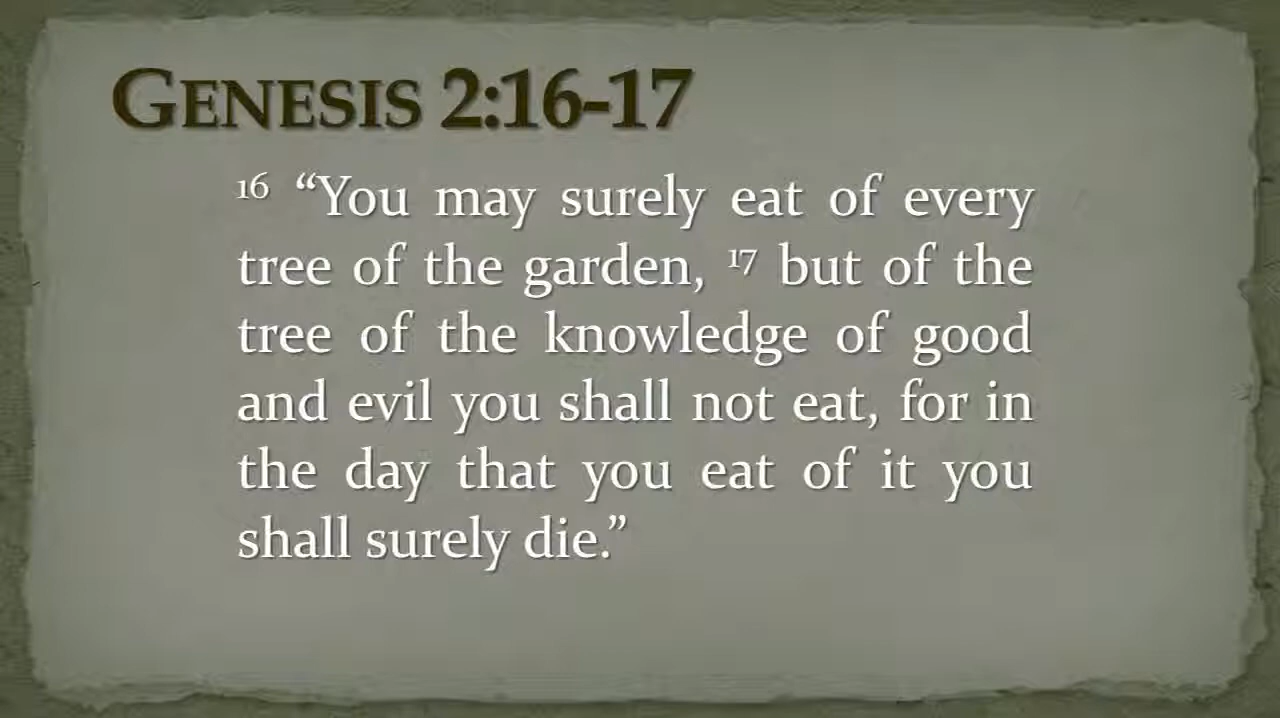 GENESIS 2:16-17
16 “You may surely eat of every
tree of the garden, 17 but of the
tree of the knowledge of good
and evil you shall not eat, for in
the day that you eat of it you
shall surely die.”